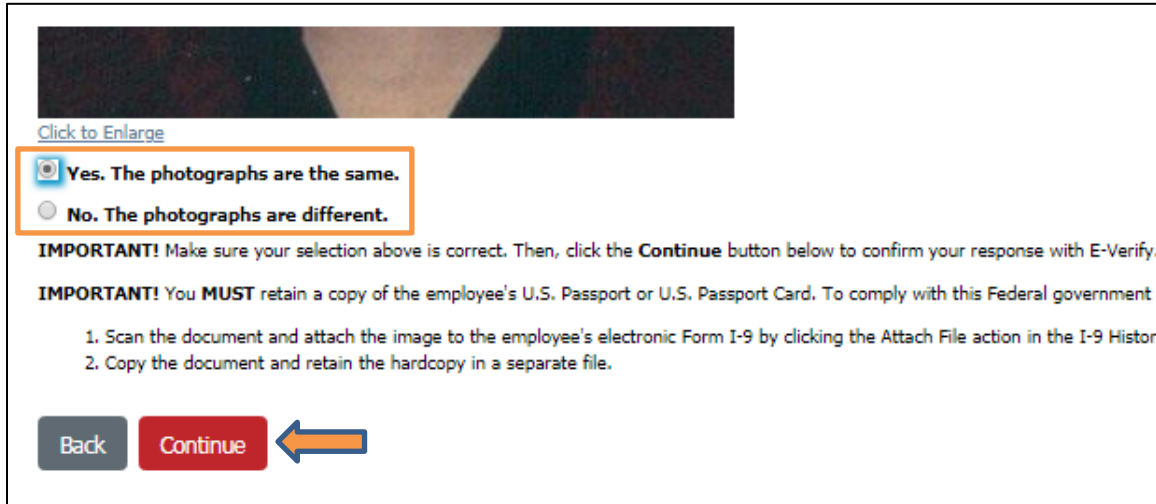 Click to Enlarge
Yes. The photographs are the same.
No. The photographs are different.
IMPORTANT! Make sure your selection above is correct. Then, click the Continue button below to confirm your response with E-Verify.
IMPORTANT! You MUST retain a copy of the employee's U.S. Passport or U.S. Passport Card. To comply with this Federal government
1. Scan the document and attach the image to the employee's electronic Form I-9 by clicking the Attach File action in the I-9 Histor
2. Copy the document and retain the hardcopy in a separate file.
Back Continue